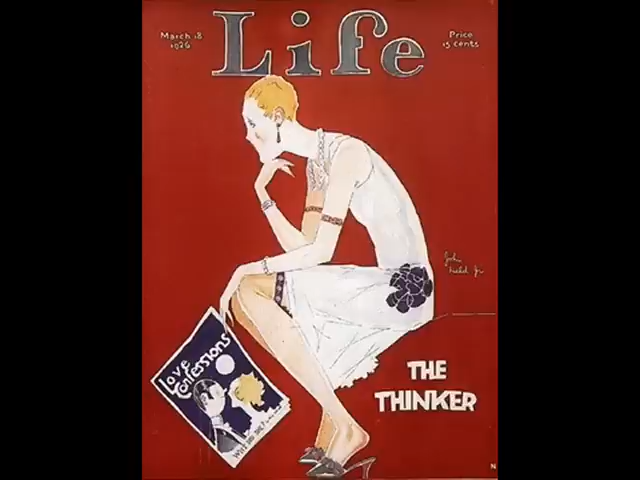 Life
March 18
1926
Price
15 cents
John
Held Jr
Love
Confessions
THE
THINKER